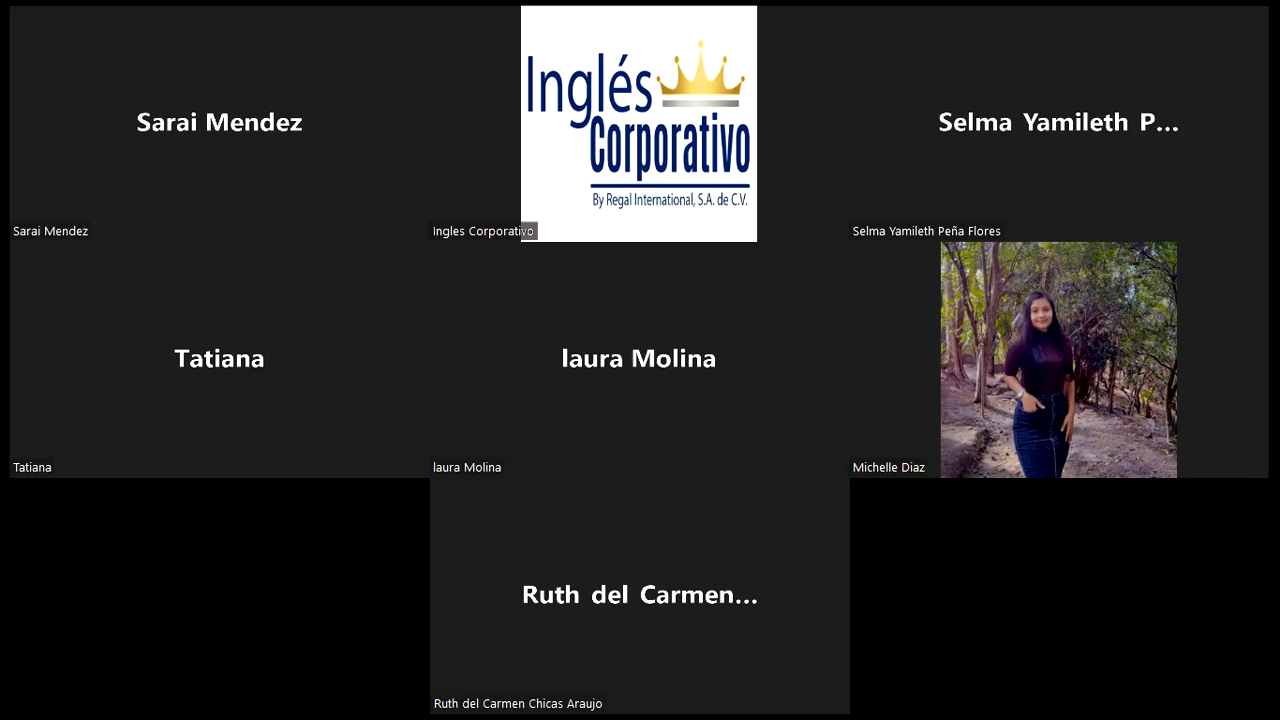 Sarai Mendez
Inglés
Corporativo
By Regal International, S.A. de C.V.
Selma Yamileth P...
Sarai Mendez
Ingles Corporativo
Selma Yamileth Peña Flores
Tatiana
laura Molina
Tatiana
laura Molina
Michelle Diaz
Ruth del Carmen...
Ruth del Carmen Chicas Araujo